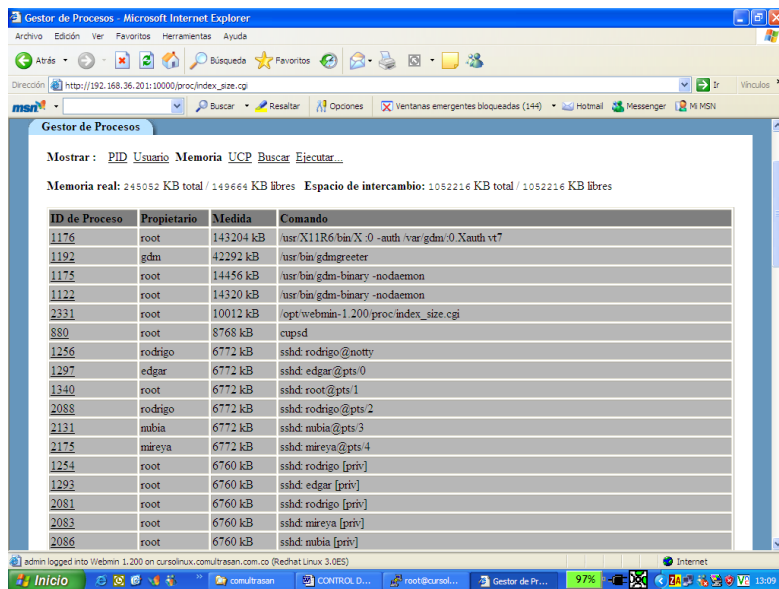 Gestor de Procesos - Microsoft Internet Explorer
Archivo Edición Ver Favoritos Herramientas Ayuda
Atrás Búsqueda Favoritos
Dirección http://192.168.36.201:10000/proc/index_size.cgi Ir Vínculos
msn Buscar Resaltar Opciones Ventanas emergentes bloqueadas (144) Hotmail Messenger Mi MSN
Gestor de Procesos
Mostrar : PID Usuario Memoria UCP Buscar Ejecutar...
Memoria real: 245052 KB total / 149664 KB libres Espacio de intercambio: 1052216 KB total / 1052216 KB libres
ID de Proceso Propietario Medida Comando
1176 root 143204 kB /usr/X11R6/bin/X :0 -auth /var/gdm/:0.Xauth vt7
1192 gdm 42292 kB /usr/bin/gdmgreeter
1175 root 14456 kB /usr/bin/gdm-binary -nodaemon
1122 root 14320 kB /usr/bin/gdm-binary -nodaemon
2331 root 10012 kB /opt/webmin-1.200/proc/index_size.cgi
880 root 8768 kB cupsd
1256 rodrigo 6772 kB sshd: rodrigo@notty
1297 edgar 6772 kB sshd: edgar@pts/0
1340 root 6772 kB sshd: root@pts/1
2088 rodrigo 6772 kB sshd: rodrigo@pts/2
2131 nubia 6772 kB sshd: nubia@pts/3
2175 mireya 6772 kB sshd: mireya@pts/4
1254 root 6760 kB sshd: rodrigo [priv]
1293 root 6760 kB sshd: edgar [priv]
2081 root 6760 kB sshd: rodrigo [priv]
2083 root 6760 kB sshd: mireya [priv]
2086 root 6760 kB sshd: nubia [priv]
admin logged into Webmin 1.200 on cursolinux.comultrasan.com.co (Redhat Linux 3.0ES) Internet
Inicio comultrasan CONTROL D... root@cursol... Gestor de Pr... 97% 13:09